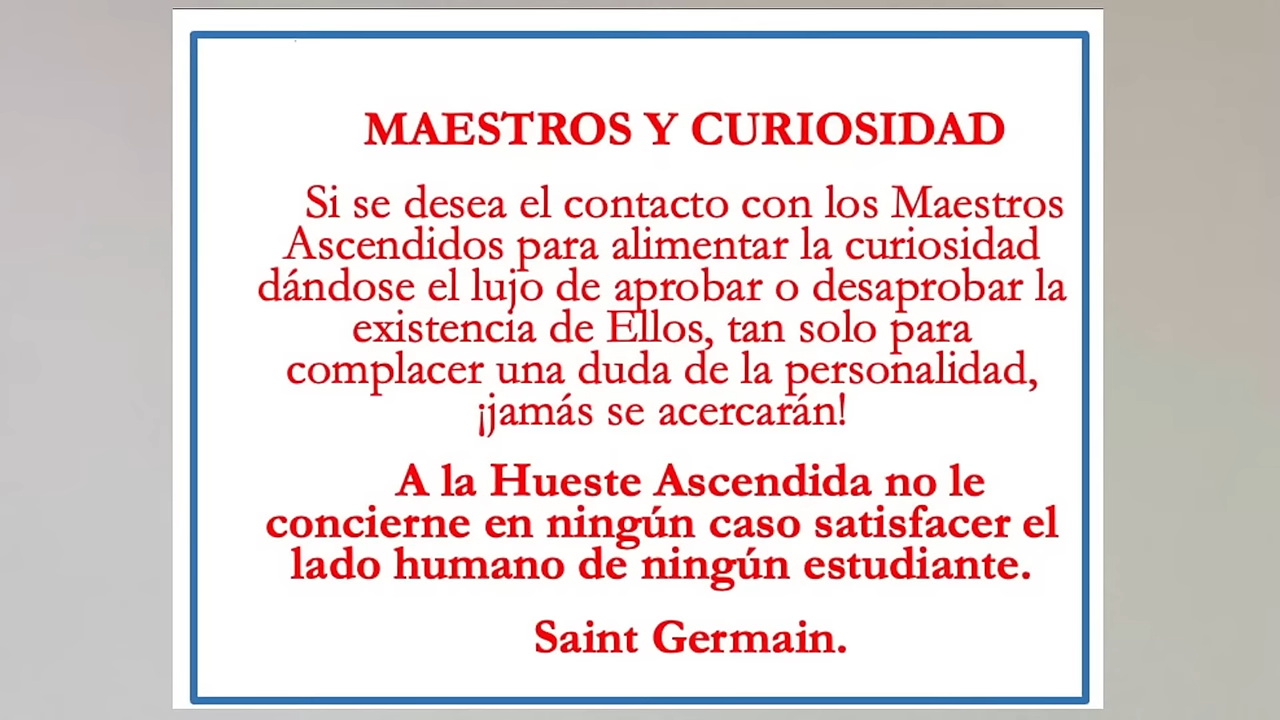 MAESTROS Y CURIOSIDAD
Si se desea el contacto con los Maestros
Ascendidos para alimentar la curiosidad
dándose el lujo de aprobar o desaprobar la
existencia de Ellos, tan solo para
complacer una duda de la personalidad,
¡jamás se acercarán!
A la Hueste Ascendida no le
concierne en ningún caso satisfacer el
lado humano de ningún estudiante.
Saint Germain.